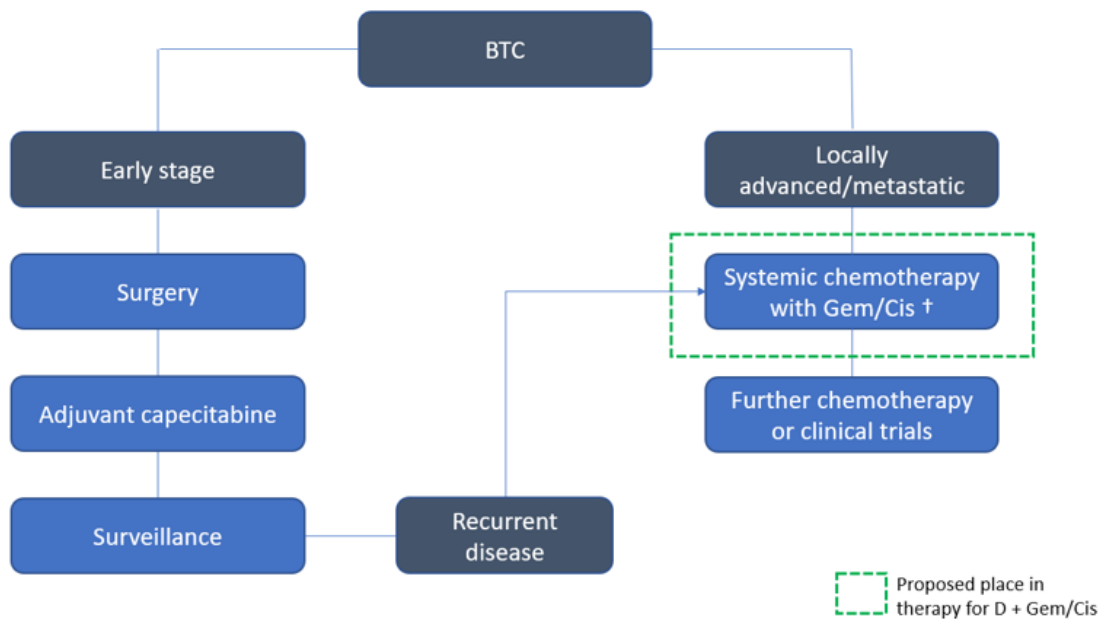 BTC
Early stage
Locally
advanced/metastatic
Surgery
Systemic chemotherapy
with Gem/Cis †
Adjuvant capecitabine
Further chemotherapy
or clinical trials
Surveillance
Recurrent
disease
Proposed place in
therapy for D + Gem/Cis